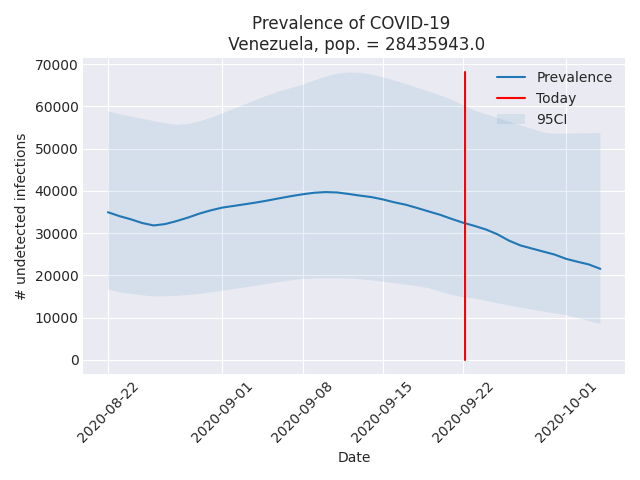 Prevalence of COVID-19
Venezuela, pop. = 28435943.0
70000
60000
50000
40000
30000
20000
10000
0
# undetected infections
Prevalence
Today
95CI
2020-08-22
2020-09-01
2020-09-08
2020-09-15
2020-09-22
2020-10-01
Date